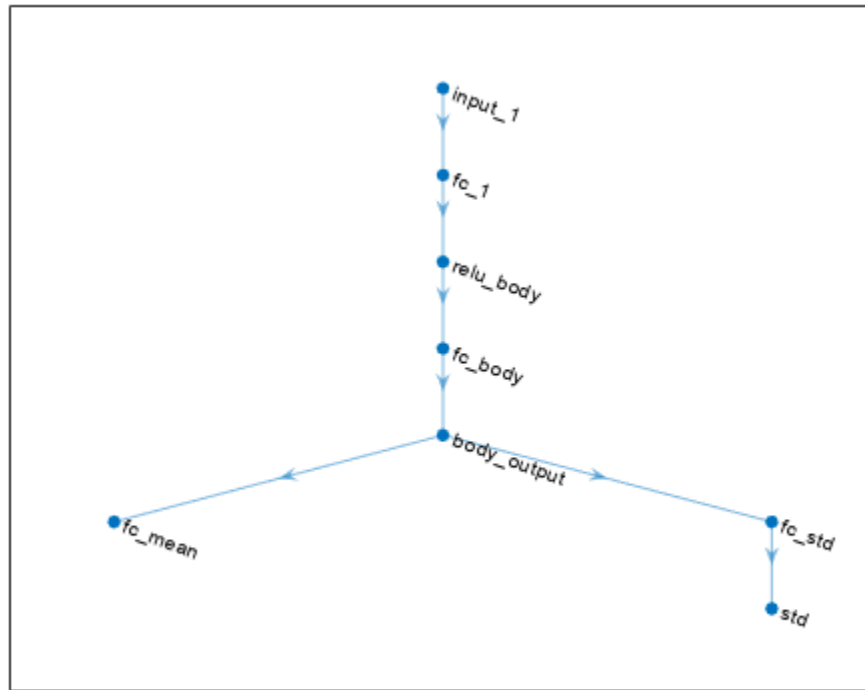 input_1
fc_1
relu_body
fc_body
body_output
fc_mean
fc_std
std